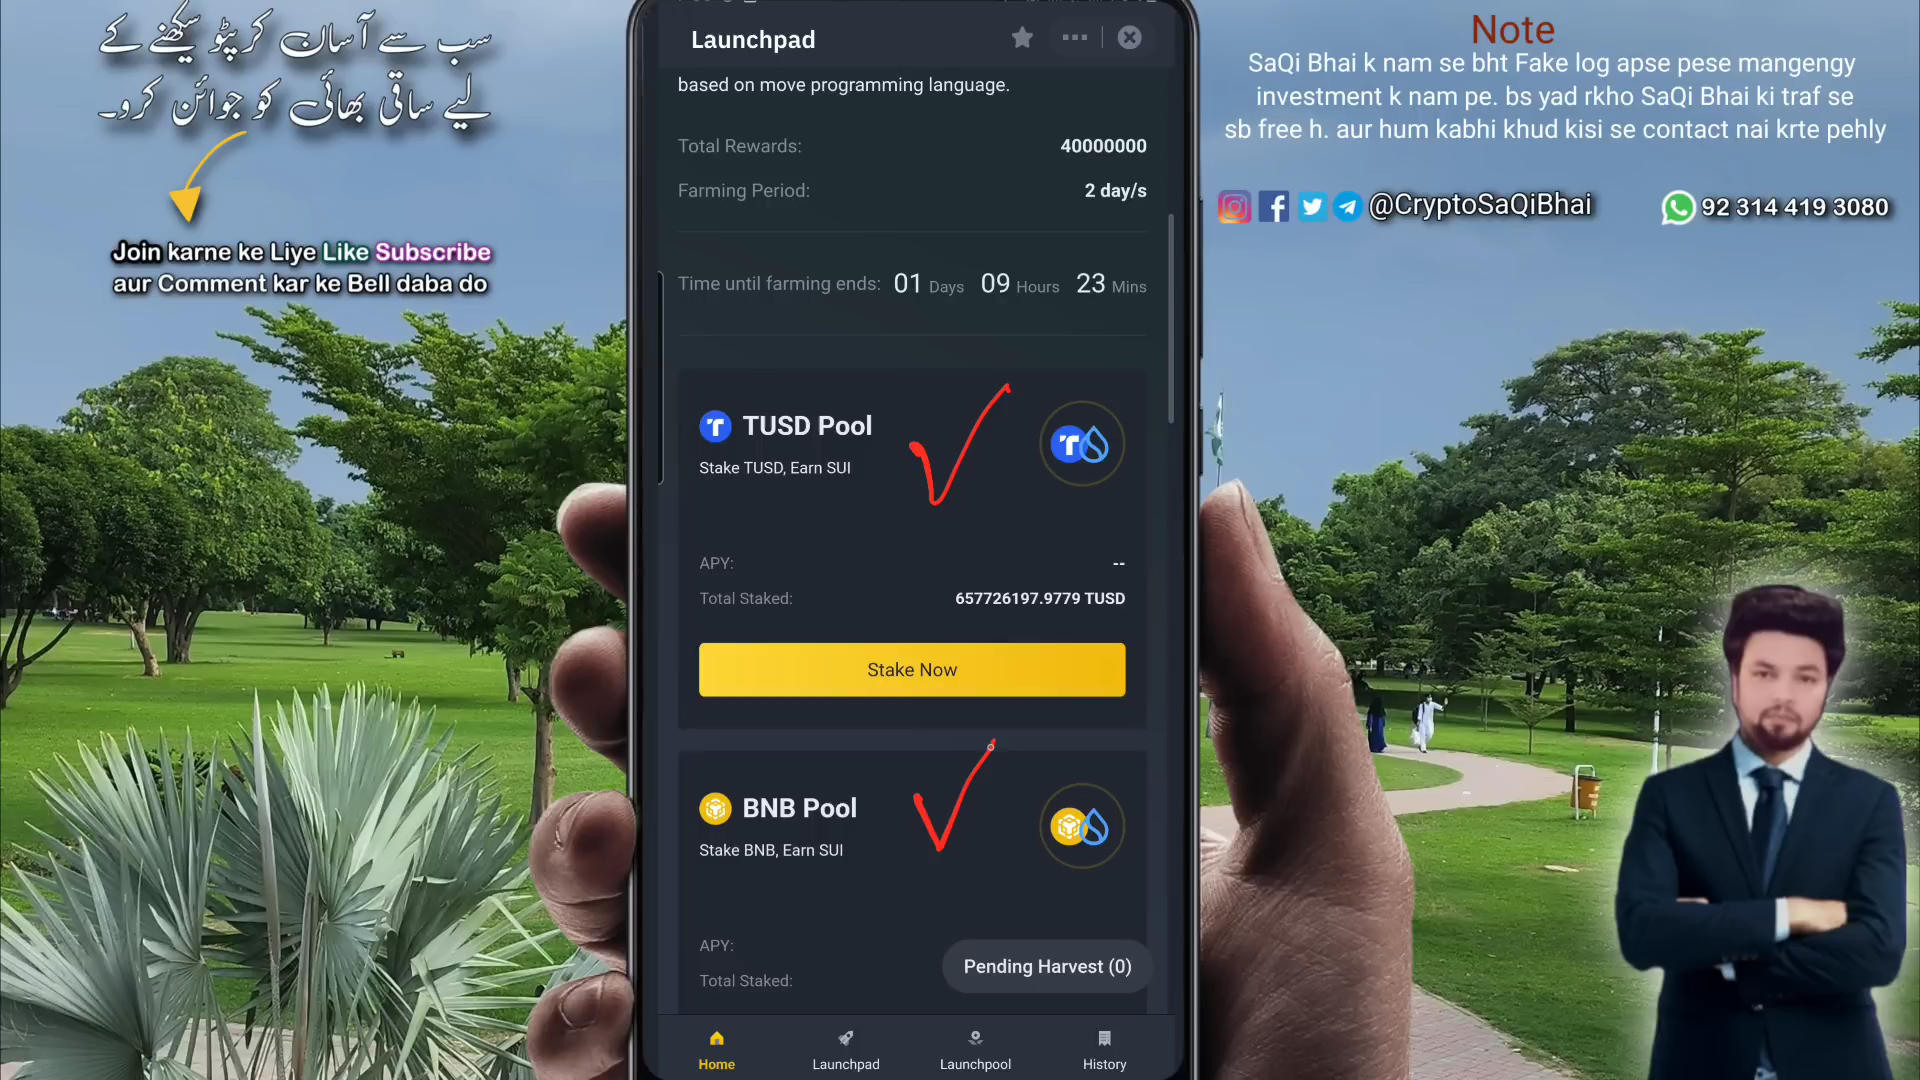 سب سے آسان کرپٹو سکھنے کے
لیے ساقی بھائی کو جوائن کرو۔
Join karne ke Liye Like Subscribe
aur Comment kar ke Bell daba do
Launchpad
based on move programming language.
Total Rewards: 40000000
Farming Period: 2 day/s
Time until farming ends: 01 Days 09 Hours 23 Mins
TUSD Pool
Stake TUSD, Earn SUI
APY: --
Total Staked: 657726197.9779 TUSD
Stake Now
BNB Pool
Stake BNB, Earn SUI
APY:
Total Staked:
Pending Harvest (0)
Home Launchpad Launchpool History
Note
SaQi Bhai k nam se bht Fake log apse pese mangengy
investment k nam pe. bs yad rkho SaQi Bhai ki traf se
sb free h. aur hum kabhi khud kisi se contact nai krte pehly
@CryptoSaQiBhai 92 314 419 3080